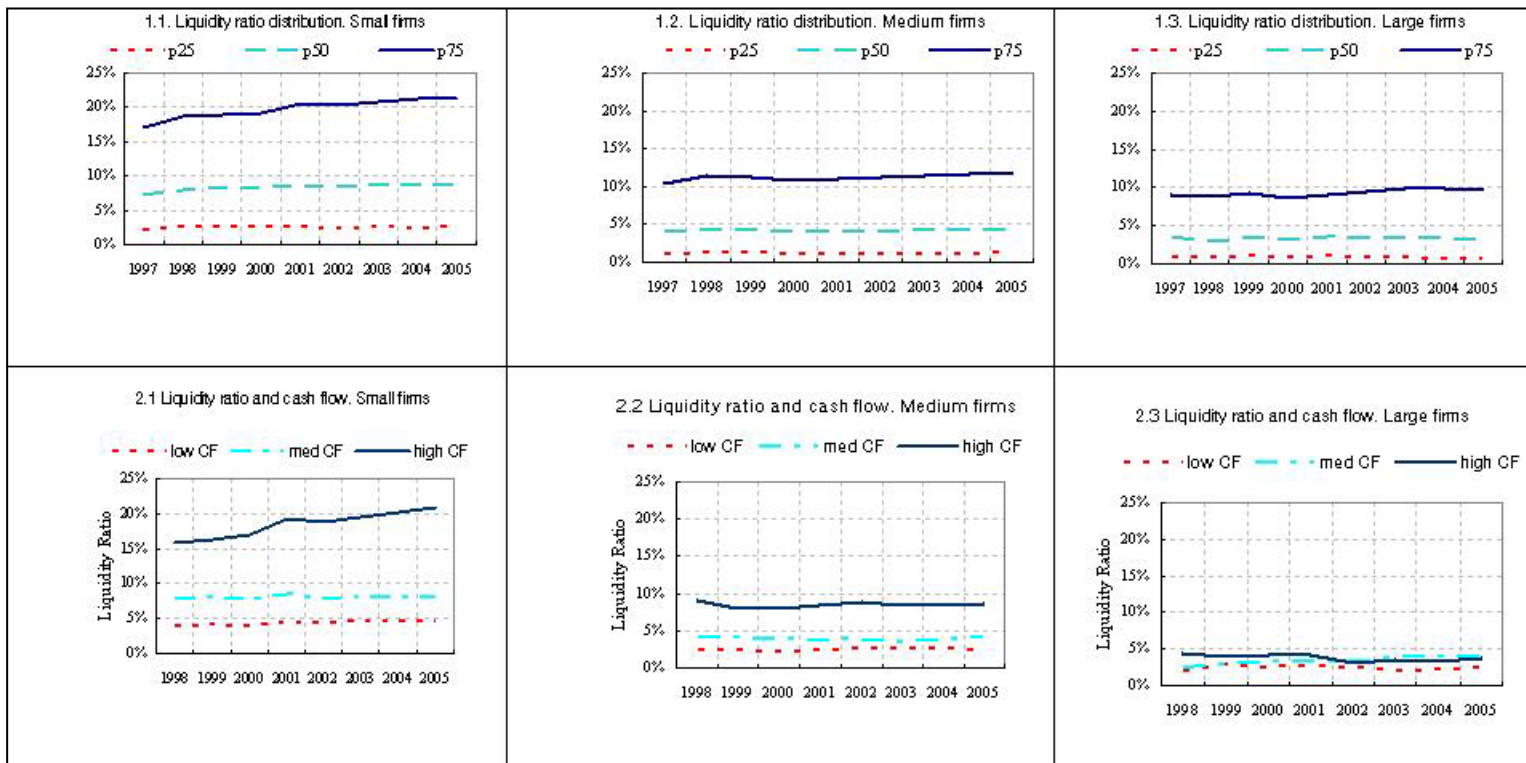 1.1. Liquidity ratio distribution. Small firms
p25 p50 p75
25%
20%
15%
10%
5%
0%
1997 1998 1999 2000 2001 2002 2003 2004 2005
1.2. Liquidity ratio distribution. Medium firms
p25 p50 p75
25%
20%
15%
10%
5%
0%
1997 1998 1999 2000 2001 2002 2003 2004 2005
1.3. Liquidity ratio distribution. Large firms
p25 p50 p75
25%
20%
15%
10%
5%
0%
1997 1998 1999 2000 2001 2002 2003 2004 2005
2.1 Liquidity ratio and cash flow. Small firms
low CF med CF high CF
Liquidity Ratio
25%
20%
15%
10%
5%
0%
1998 1999 2000 2001 2002 2003 2004 2005
2.2 Liquidity ratio and cash flow. Medium firms
low CF med CF high CF
Liquidity Ratio
25%
20%
15%
10%
5%
0%
1998 1999 2000 2001 2002 2003 2004 2005
2.3 Liquidity ratio and cash flow. Large firms
low CF med CF high CF
Liquidity Ratio
25%
20%
15%
10%
5%
0%
1998 1999 2000 2001 2002 2003 2004 2005